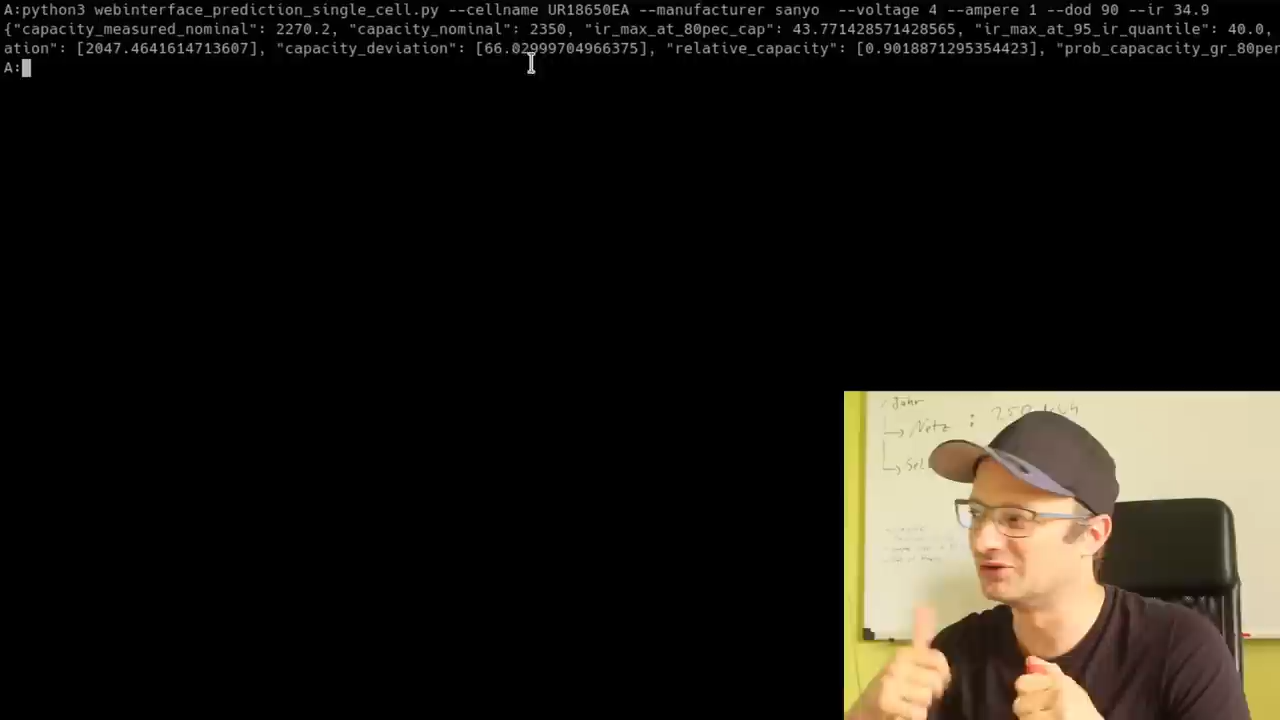 A:python3 webinterface_prediction_single_cell.py --cellname UR18650EA --manufacturer sanyo  --voltage 4 --ampere 1 --dod 90 --ir 34.9
{"capacity_measured_nominal": 2270.2, "capacity_nominal": 2350, "ir_max_at_80pec_cap": 43.771428571428565, "ir_max_at_95_ir_quantile": 40.0,
ation": [2047.4641614713607], "capacity_deviation": [66.02999704966375], "relative_capacity": [0.9018871295354423], "prob_capacacity_gr_80per
A:
Jahr
→ Netz : 250 kWh
→